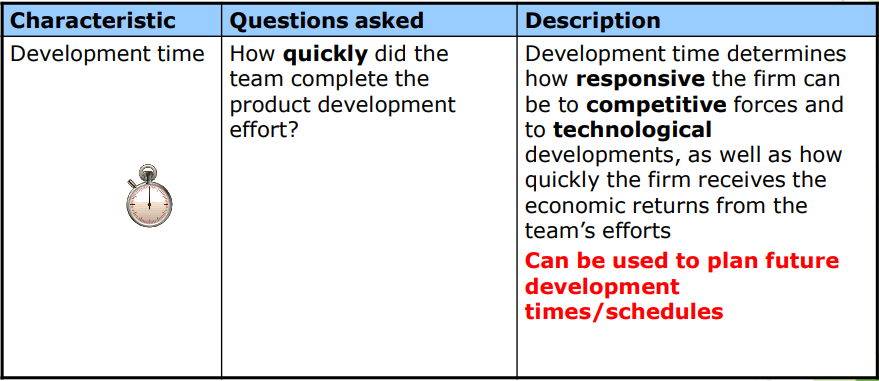 Characteristic
Questions asked
Description
Development time
How quickly did the
team complete the
product development
effort?
Development time determines
how responsive the firm can
be to competitive forces and
to technological
developments, as well as how
quickly the firm receives the
economic returns from the
team's efforts
Can be used to plan future
development
times/schedules